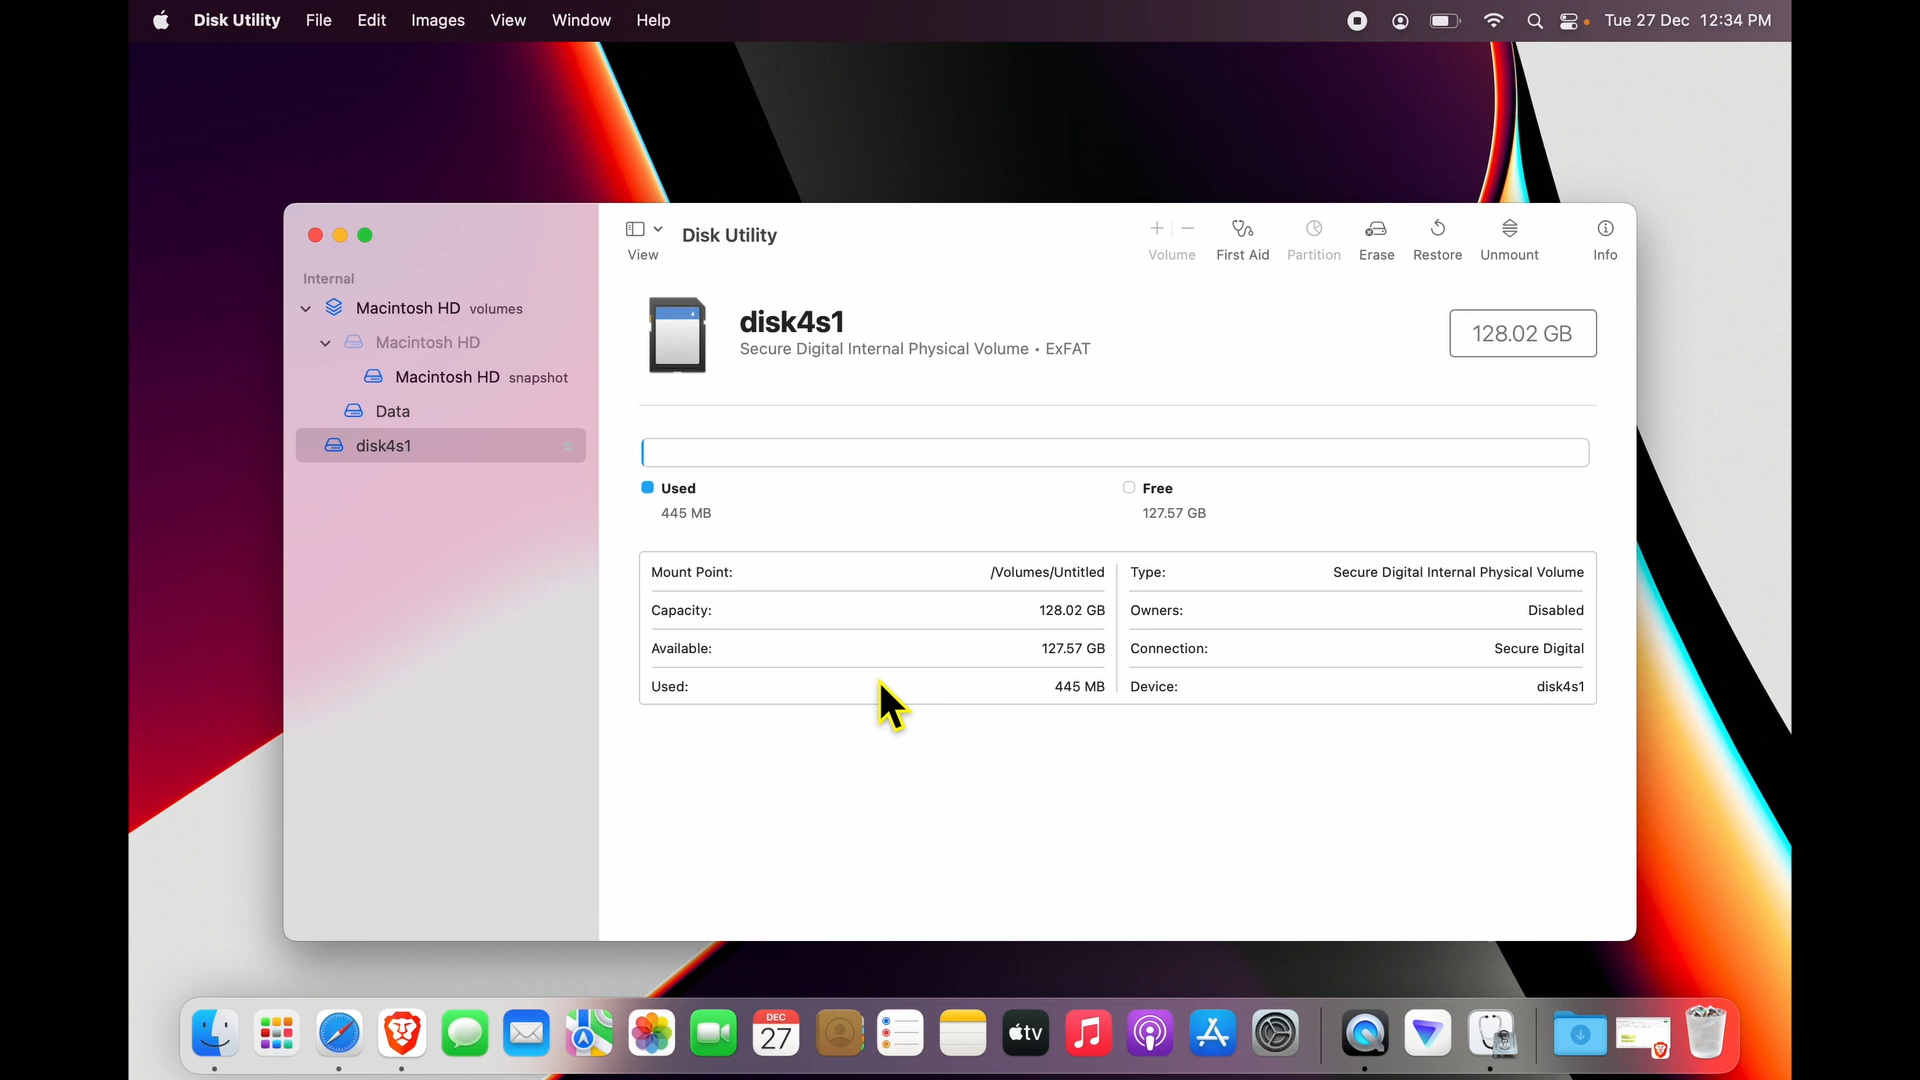 Disk Utility File Edit Images View Window Help Tue 27 Dec 12:34 PM
Internal
Macintosh HD volumes
Macintosh HD
Macintosh HD snapshot
Data
disk4s1
View
Disk Utility
Volume First Aid Partition Erase Restore Unmount Info
disk4s1
Secure Digital Internal Physical Volume • ExFAT
128.02 GB
Used
445 MB
Free
127.57 GB
Mount Point: /Volumes/Untitled
Capacity: 128.02 GB
Available: 127.57 GB
Used: 445 MB
Type: Secure Digital Internal Physical Volume
Owners: Disabled
Connection: Secure Digital
Device: disk4s1
DEC
27
tv